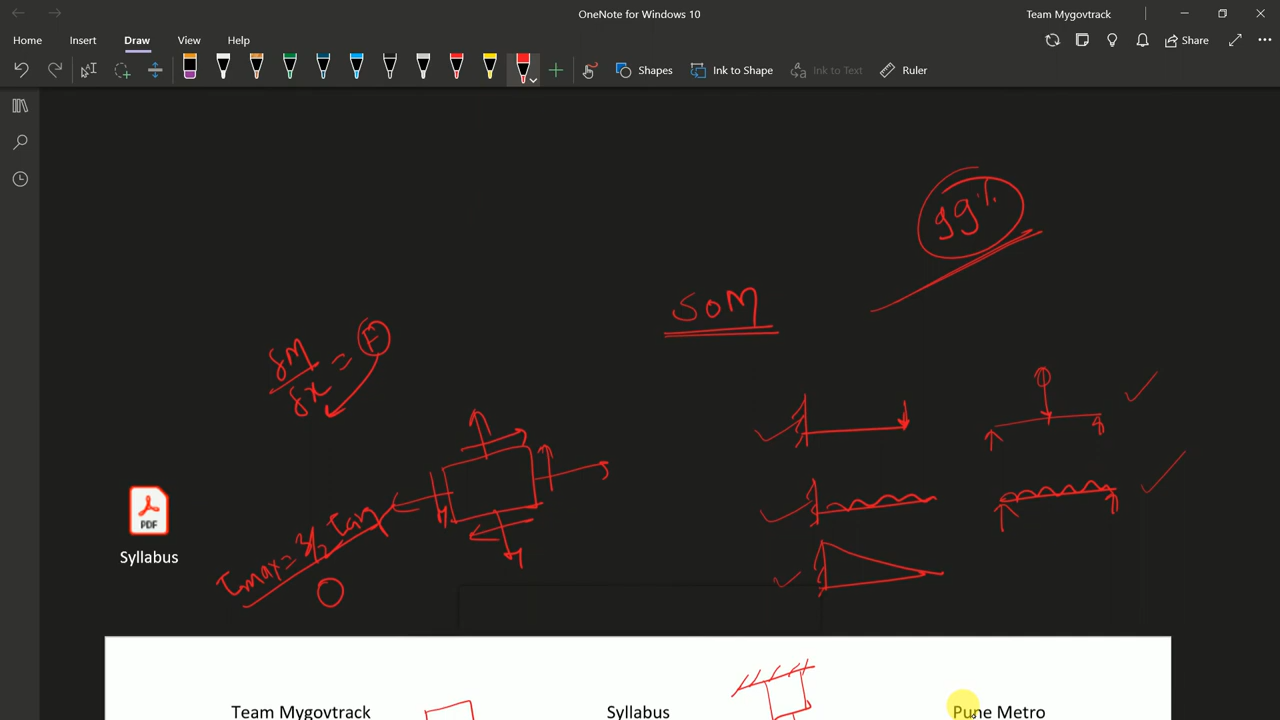 OneNote for Windows 10
Team Mygovtrack
Home
Insert
Draw
View
Help
Share
Shapes
Ink to Shape
Ink to Text
Ruler
99%
SOM
δM/δx = F
τmax = 3/2 τavg
PDF
Syllabus
Team Mygovtrack
Syllabus
Pune Metro